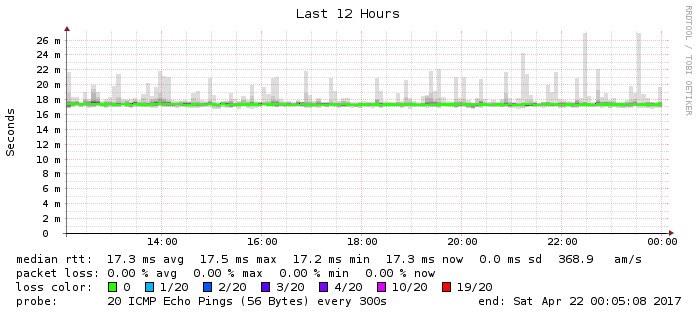 Last 12 Hours
RRDTOOL / TOBI OETIKER
Seconds
26 m
24 m
22 m
20 m
18 m
16 m
14 m
12 m
10 m
8 m
6 m
4 m
2 m
0
14:00 16:00 18:00 20:00 22:00 00:00
median rtt: 17.3 ms avg 17.5 ms max 17.2 ms min 17.3 ms now 0.0 ms sd 368.9 am/s
packet loss: 0.00 % avg 0.00 % max 0.00 % min 0.00 % now
loss color: 0 1/20 2/20 3/20 4/20 10/20 19/20
probe: 20 ICMP Echo Pings (56 Bytes) every 300s end: Sat Apr 22 00:05:08 2017